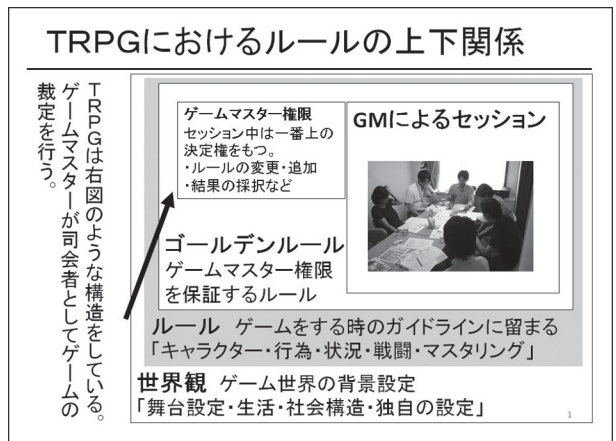 TRPGにおけるルールの上下関係
TRPGは右図のような構造をしている。
ゲームマスターが司会者としてゲームの
裁定を行う。
ゲームマスター権限
セッション中は一番上の
決定権をもつ。
・ルールの変更・追加
・結果の採択など
GMによるセッション
ゴールデンルール
ゲームマスター権限
を保証するルール
ルール ゲームをする時のガイドラインに留まる
「キャラクター・行為・状況・戦闘・マスタリング」
世界観 ゲーム世界の背景設定
「舞台設定・生活・社会構造・独自の設定」
1